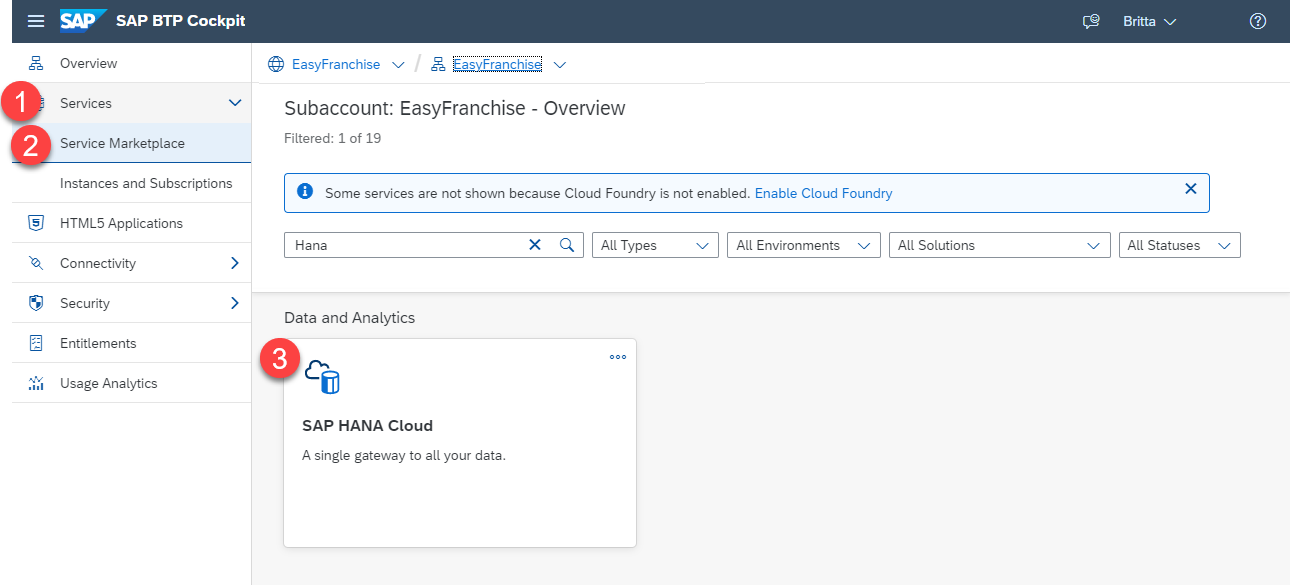 SAP SAP BTP Cockpit Britta
Overview
EasyFranchise / EasyFranchise
1 Services
2 Service Marketplace
Instances and Subscriptions
HTML5 Applications
Connectivity
Security
Entitlements
Usage Analytics
Subaccount: EasyFranchise - Overview
Filtered: 1 of 19
Some services are not shown because Cloud Foundry is not enabled. Enable Cloud Foundry
Hana All Types All Environments All Solutions All Statuses
Data and Analytics
3
SAP HANA Cloud
A single gateway to all your data.